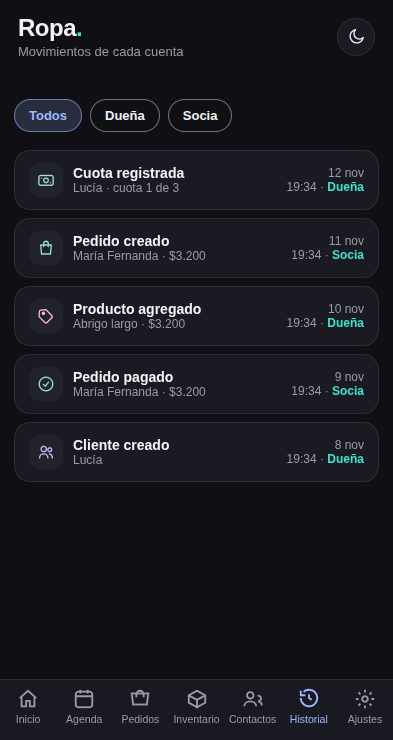 Ropa.
Movimientos de cada cuenta
Todos Dueña Socia
Cuota registrada 12 nov
Lucía · cuota 1 de 3 19:34 · Dueña
Pedido creado 11 nov
María Fernanda · $3.200 19:34 · Socia
Producto agregado 10 nov
Abrigo largo · $3.200 19:34 · Dueña
Pedido pagado 9 nov
María Fernanda · $3.200 19:34 · Socia
Cliente creado 8 nov
Lucía 19:34 · Dueña
Inicio Agenda Pedidos Inventario Contactos Historial Ajustes